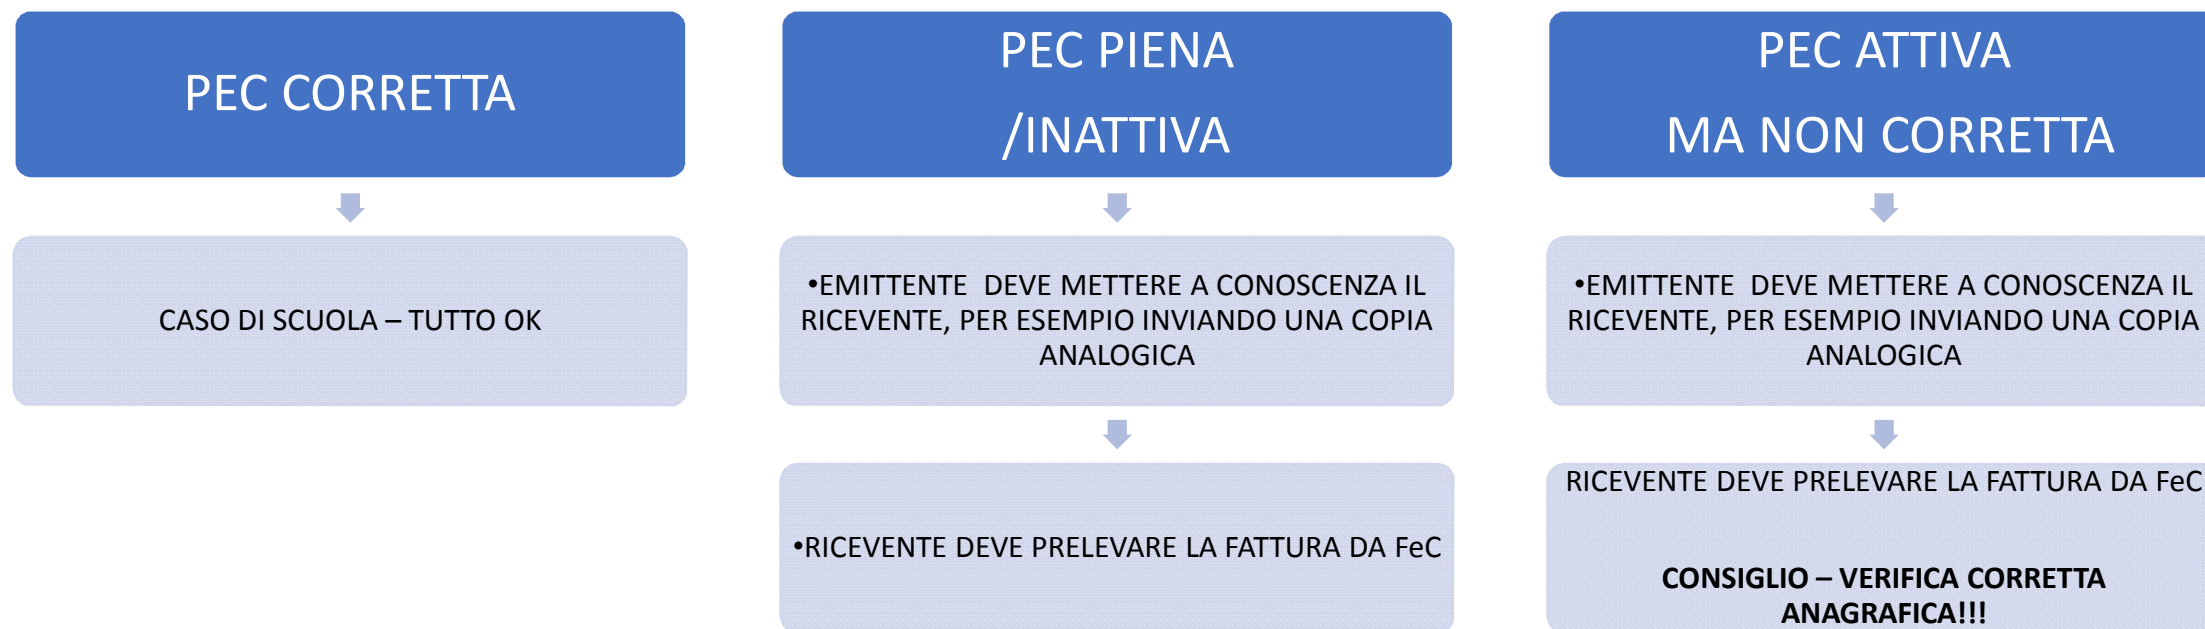 PEC CORRETTA
CASO DI SCUOLA – TUTTO OK
PEC PIENA
/INATTIVA
•EMITTENTE DEVE METTERE A CONOSCENZA IL
RICEVENTE, PER ESEMPIO INVIANDO UNA COPIA
ANALOGICA
•RICEVENTE DEVE PRELEVARE LA FATTURA DA FeC
PEC ATTIVA
MA NON CORRETTA
•EMITTENTE DEVE METTERE A CONOSCENZA IL
RICEVENTE, PER ESEMPIO INVIANDO UNA COPIA
ANALOGICA
RICEVENTE DEVE PRELEVARE LA FATTURA DA FeC
CONSIGLIO – VERIFICA CORRETTA
ANAGRAFICA!!!